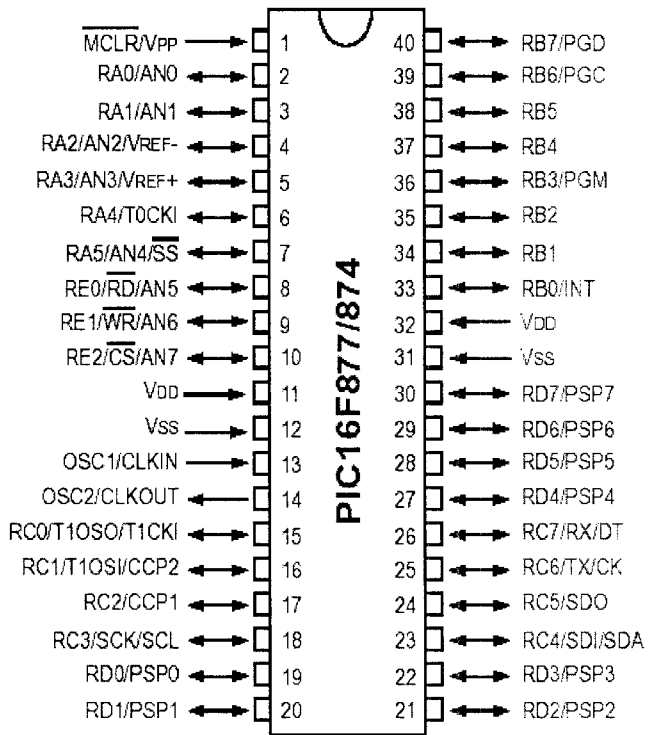 MCLR/VPP 1 40 RB7/PGD
RA0/AN0 2 39 RB6/PGC
RA1/AN1 3 38 RB5
RA2/AN2/VREF- 4 37 RB4
RA3/AN3/VREF+ 5 36 RB3/PGM
RA4/T0CKI 6 35 RB2
RA5/AN4/SS 7 34 RB1
RE0/RD/AN5 8 33 RB0/INT
RE1/WR/AN6 9 32 VDD
RE2/CS/AN7 10 31 VSS
VDD 11 30 RD7/PSP7
VSS 12 29 RD6/PSP6
OSC1/CLKIN 13 28 RD5/PSP5
OSC2/CLKOUT 14 27 RD4/PSP4
RC0/T1OSO/T1CKI 15 26 RC7/RX/DT
RC1/T1OSI/CCP2 16 25 RC6/TX/CK
RC2/CCP1 17 24 RC5/SDO
RC3/SCK/SCL 18 23 RC4/SDI/SDA
RD0/PSP0 19 22 RD3/PSP3
RD1/PSP1 20 21 RD2/PSP2
PIC16F877/874